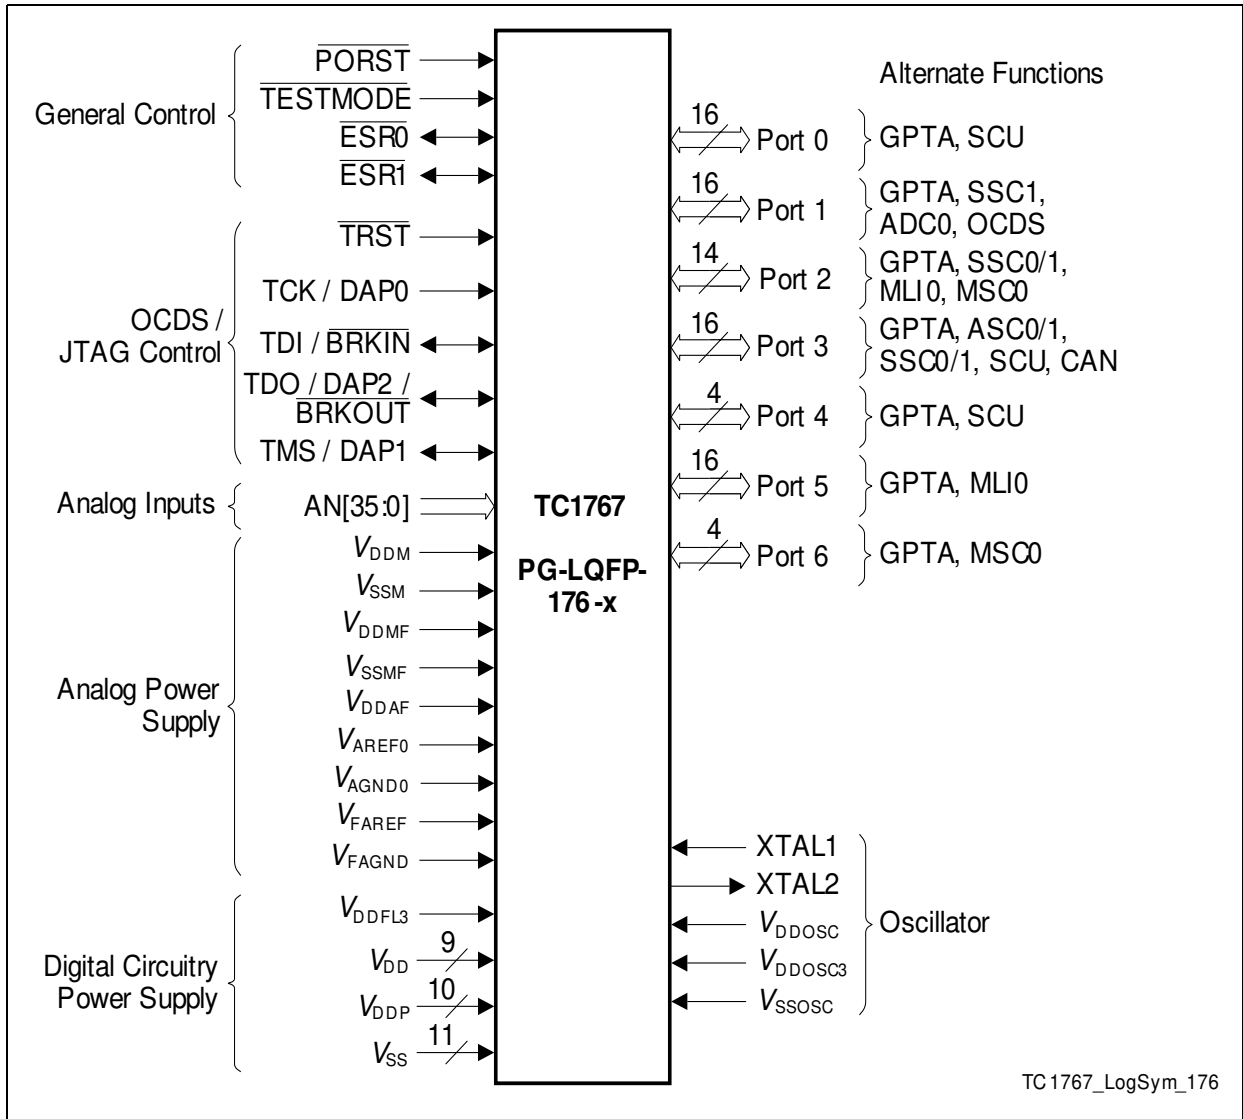 General Control
PORST
TESTMODE
ESR0
ESR1
OCDS /
JTAG Control
TRST
TCK / DAP0
TDI / BRKIN
TDO / DAP2 /
BRKOUT
TMS / DAP1
Analog Inputs
AN[35:0]
Analog Power
Supply
VDDM
VSSM
VDDMF
VSSMF
VDDAF
VAREF0
VAGND0
VFAREF
VFAGND
Digital Circuitry
Power Supply
VDDFL3
VDD
9
VDDP
10
VSS
11
TC1767
PG-LQFP-
176-x
Alternate Functions
16
Port 0
GPTA, SCU
16
Port 1
GPTA, SSC1,
ADC0, OCDS
14
Port 2
GPTA, SSC0/1,
MLI0, MSC0
16
Port 3
GPTA, ASC0/1,
SSC0/1, SCU, CAN
4
Port 4
GPTA, SCU
16
Port 5
GPTA, MLI0
4
Port 6
GPTA, MSC0
XTAL1
XTAL2
VDDOSC
VDDOSC3
VSSOSC
Oscillator
TC1767_LogSym_176